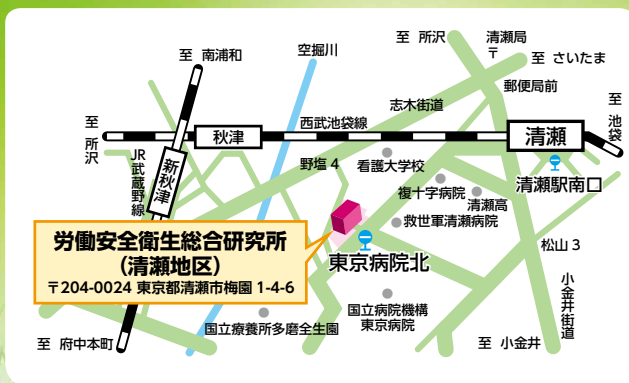 至 所沢
清瀬局
〒
至 南浦和
空堀川
至 さいたま
郵便局前
志木街道
至 所沢
秋津
西武池袋線
清瀬
至 池袋
JR武蔵野線
新秋津
野塩 4
看護大学校
清瀬駅南口
複十字病院
清瀬高
救世軍清瀬病院
労働安全衛生総合研究所
(清瀬地区)
〒204-0024 東京都清瀬市梅園 1-4-6
東京病院北
松山 3
小金井街道
国立病院機構
東京病院
国立療養所多磨全生園
至 府中本町
至 小金井